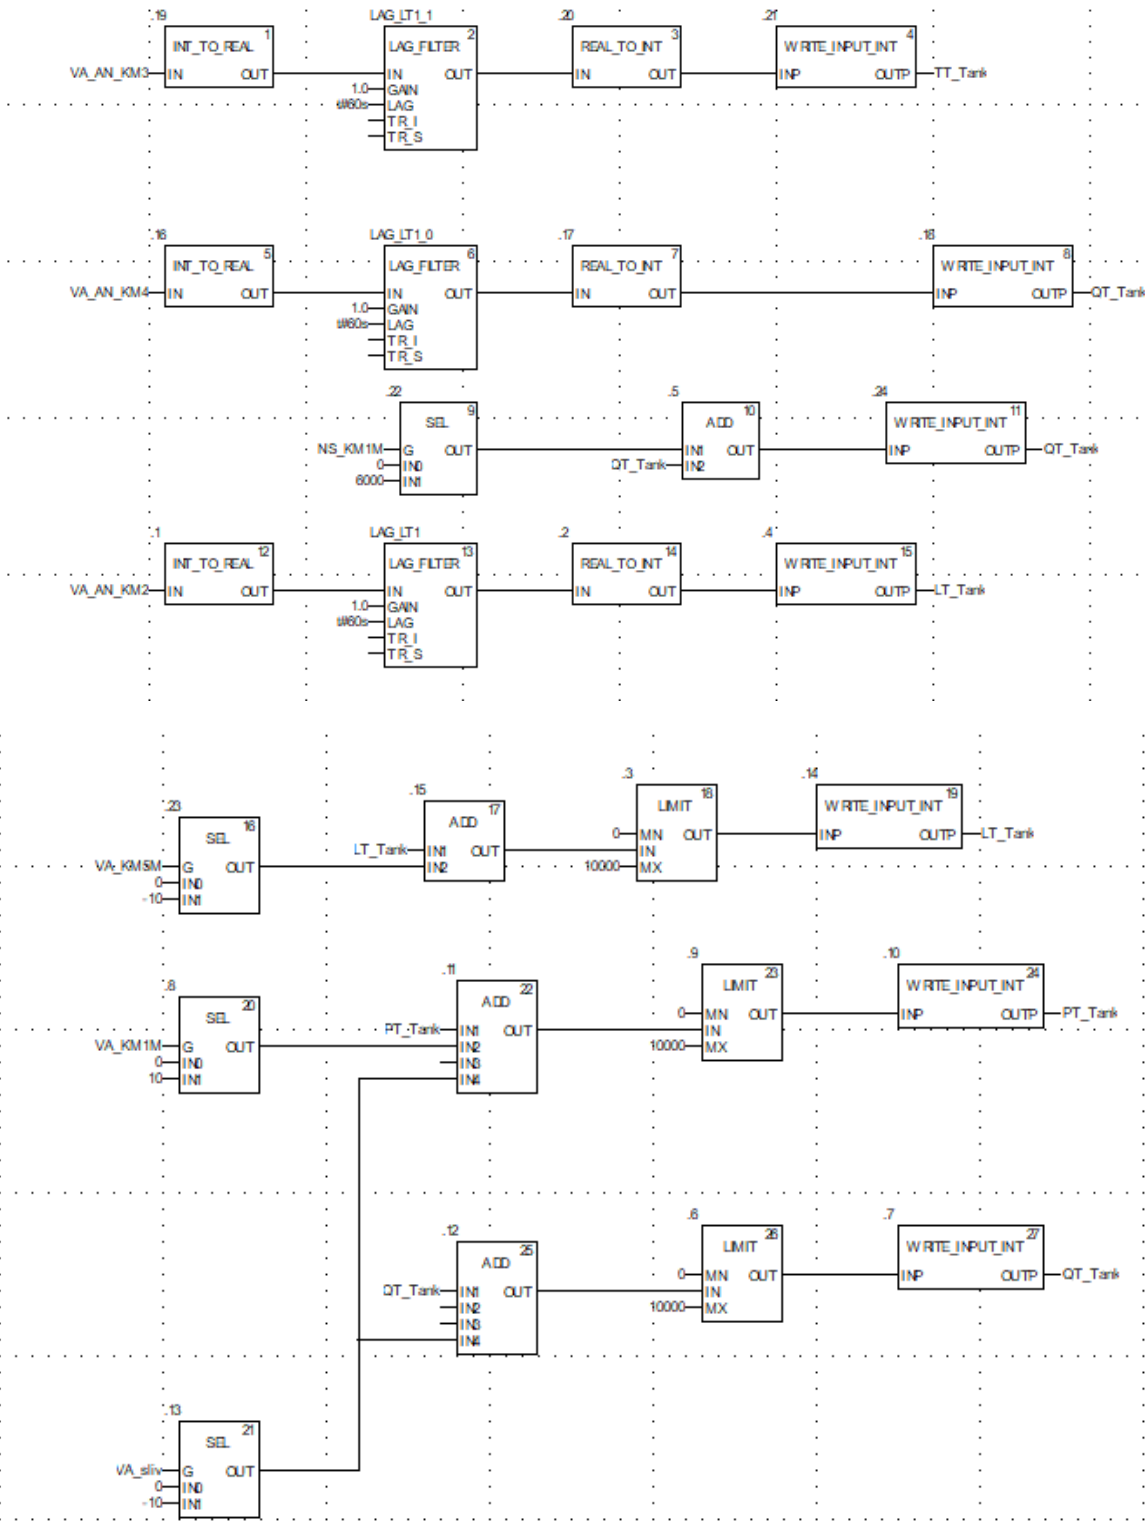 .19
INT_TO_REAL 1
VA_AN_KM3 IN OUT
LAG_LT1_1
LAG_FILTER 2
IN OUT
1.0 GAIN
t#60s LAG
TR_I
TR_S
.20
REAL_TO_INT 3
IN OUT
.21
WRITE_INPUT_INT 4
INP OUTP TT_Tank
.16
INT_TO_REAL 5
VA_AN_KM4 IN OUT
LAG_LT1_0
LAG_FILTER 6
IN OUT
1.0 GAIN
t#60s LAG
TR_I
TR_S
.17
REAL_TO_INT 7
IN OUT
.18
WRITE_INPUT_INT 8
INP OUTP QT_Tank
.22
SEL 9
NS_KM1M G OUT
0 IN0
6000 IN1
.5
ADD 10
IN1 OUT
QT_Tank IN2
.24
WRITE_INPUT_INT 11
INP OUTP QT_Tank
.1
INT_TO_REAL 12
VA_AN_KM2 IN OUT
LAG_LT1
LAG_FILTER 13
IN OUT
1.0 GAIN
t#60s LAG
TR_I
TR_S
.2
REAL_TO_INT 14
IN OUT
.4
WRITE_INPUT_INT 15
INP OUTP LT_Tank
.23
SEL 16
VA_KM5M G OUT
0 IN0
-10 IN1
.15
ADD 17
LT_Tank IN1 OUT
IN2
.3
LIMIT 18
0 MN OUT
IN
10000 MX
.14
WRITE_INPUT_INT 19
INP OUTP LT_Tank
.8
SEL 20
VA_KM1M G OUT
0 IN0
10 IN1
.11
ADD 22
PT_Tank IN1 OUT
IN2
IN3
IN4
.9
LIMIT 23
0 MN OUT
IN
10000 MX
.10
WRITE_INPUT_INT 24
INP OUTP PT_Tank
.12
ADD 25
QT_Tank IN1 OUT
IN2
IN3
IN4
.6
LIMIT 26
0 MN OUT
IN
10000 MX
.7
WRITE_INPUT_INT 27
INP OUTP QT_Tank
.13
SEL 21
VA_sliv G OUT
0 IN0
-10 IN1